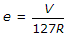 e = V / 127R